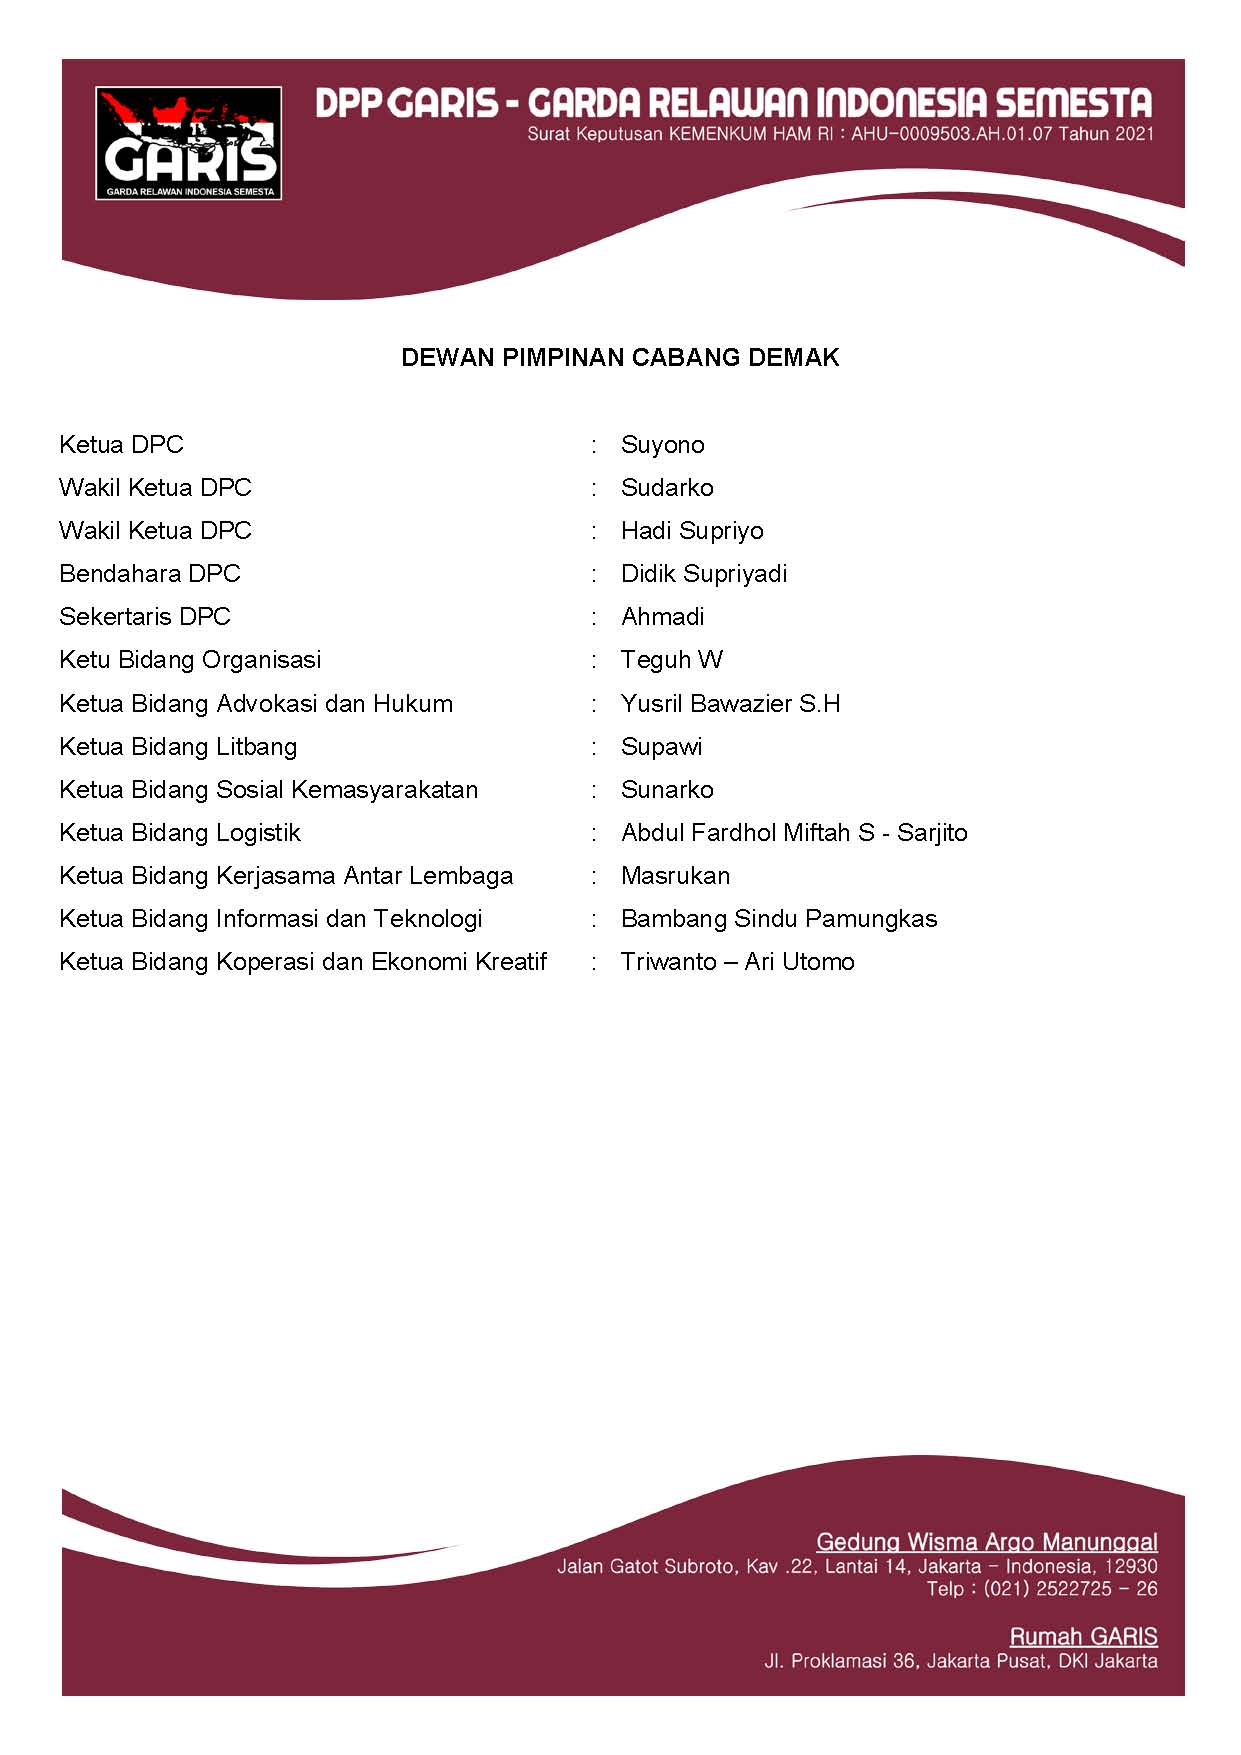 GARIS
GARDA RELAWAN INDONESIA SEMESTA
DPP GARIS - GARDA RELAWAN INDONESIA SEMESTA
Surat Keputusan KEMENKUM HAM RI : AHU-0009503.AH.01.07 Tahun 2021
DEWAN PIMPINAN CABANG DEMAK
Ketua DPC : Suyono
Wakil Ketua DPC : Sudarko
Wakil Ketua DPC : Hadi Supriyo
Bendahara DPC : Didik Supriyadi
Sekertaris DPC : Ahmadi
Ketu Bidang Organisasi : Teguh W
Ketua Bidang Advokasi dan Hukum : Yusril Bawazier S.H
Ketua Bidang Litbang : Supawi
Ketua Bidang Sosial Kemasyarakatan : Sunarko
Ketua Bidang Logistik : Abdul Fardhol Miftah S - Sarjito
Ketua Bidang Kerjasama Antar Lembaga : Masrukan
Ketua Bidang Informasi dan Teknologi : Bambang Sindu Pamungkas
Ketua Bidang Koperasi dan Ekonomi Kreatif : Triwanto – Ari Utomo
Gedung Wisma Argo Manunggal
Jalan Gatot Subroto, Kav .22, Lantai 14, Jakarta - Indonesia, 12930
Telp : (021) 2522725 - 26
Rumah GARIS
Jl. Proklamasi 36, Jakarta Pusat, DKI Jakarta